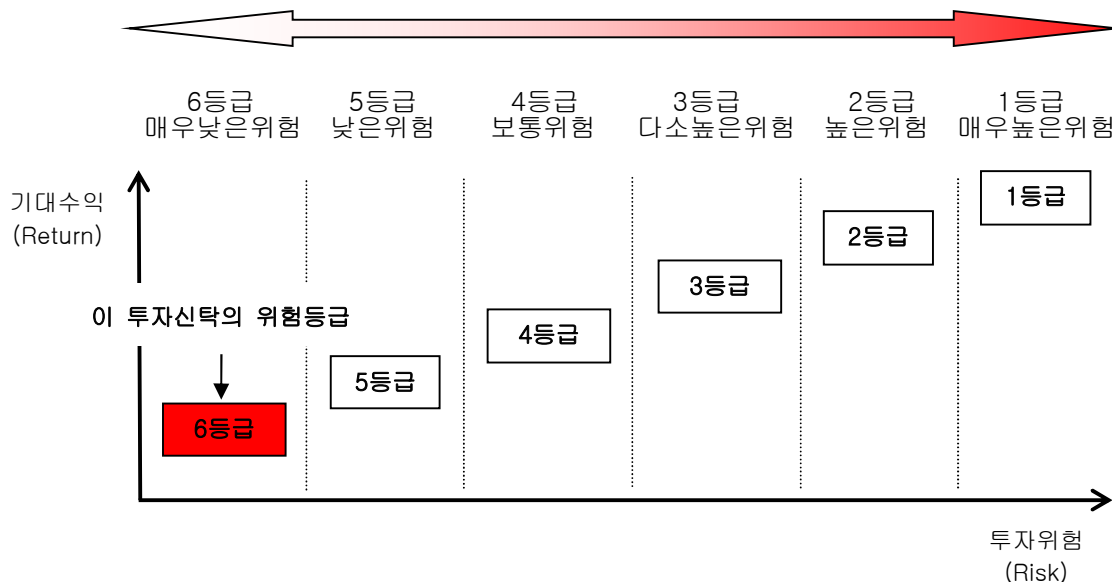 6등급 5등급 4등급 3등급 2등급 1등급
매우낮은위험 낮은위험 보통위험 다소높은위험 높은위험 매우높은위험
기대수익
(Return)
1등급
2등급
3등급
이 투자신탁의 위험등급
4등급
5등급
6등급
투자위험
(Risk)